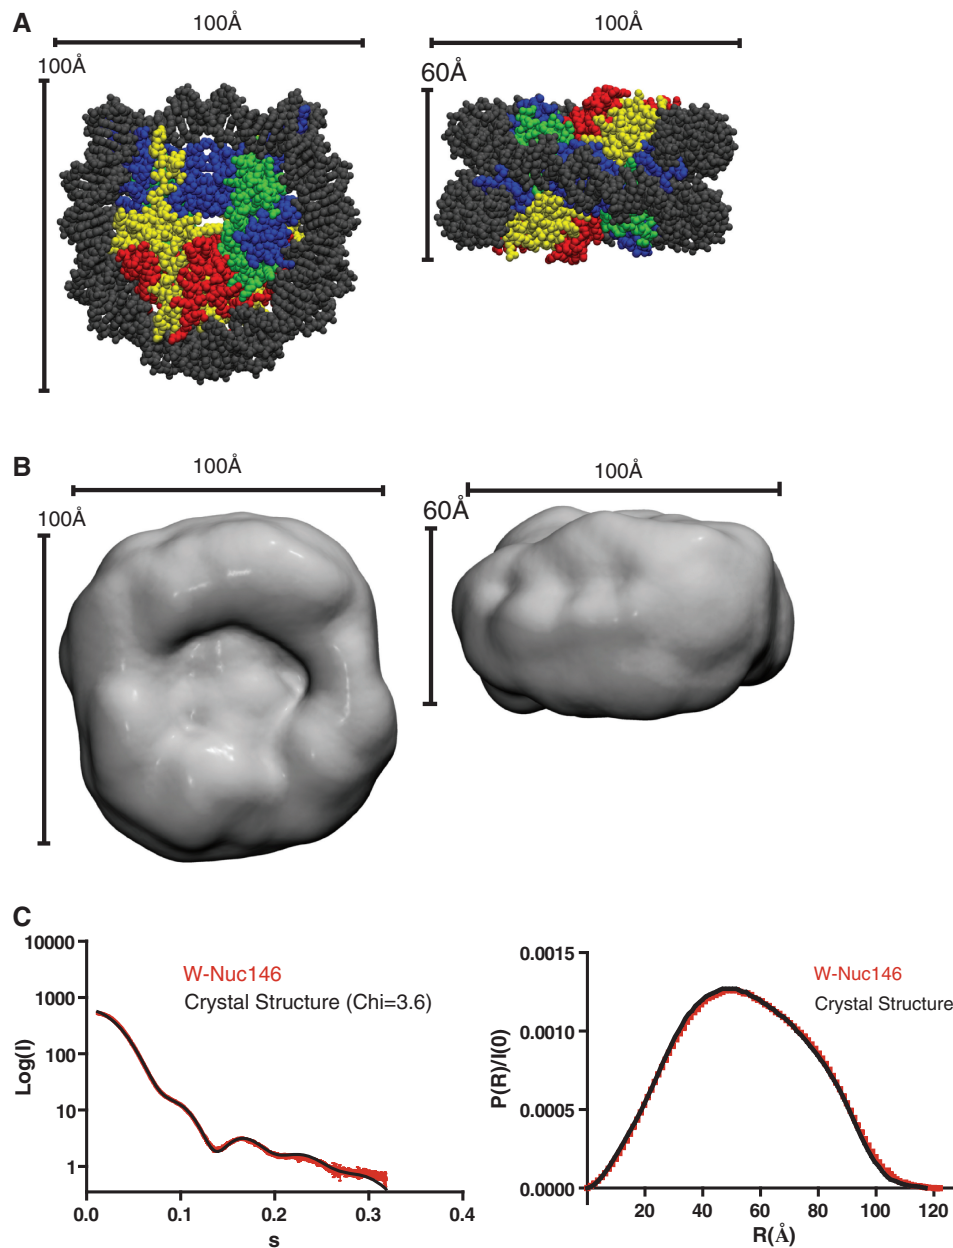 A
100Å
100Å
100Å
60Å
B
100Å
100Å
100Å
60Å
C
10000
1000
100
10
1
Log(I)
W-Nuc146
Crystal Structure (Chi=3.6)
0.0
0.1
0.2
0.3
0.4
s
0.0015
0.0010
0.0005
0.0000
P(R)/I(0)
W-Nuc146
Crystal Structure
20
40
60
80
100
120
R(Å)